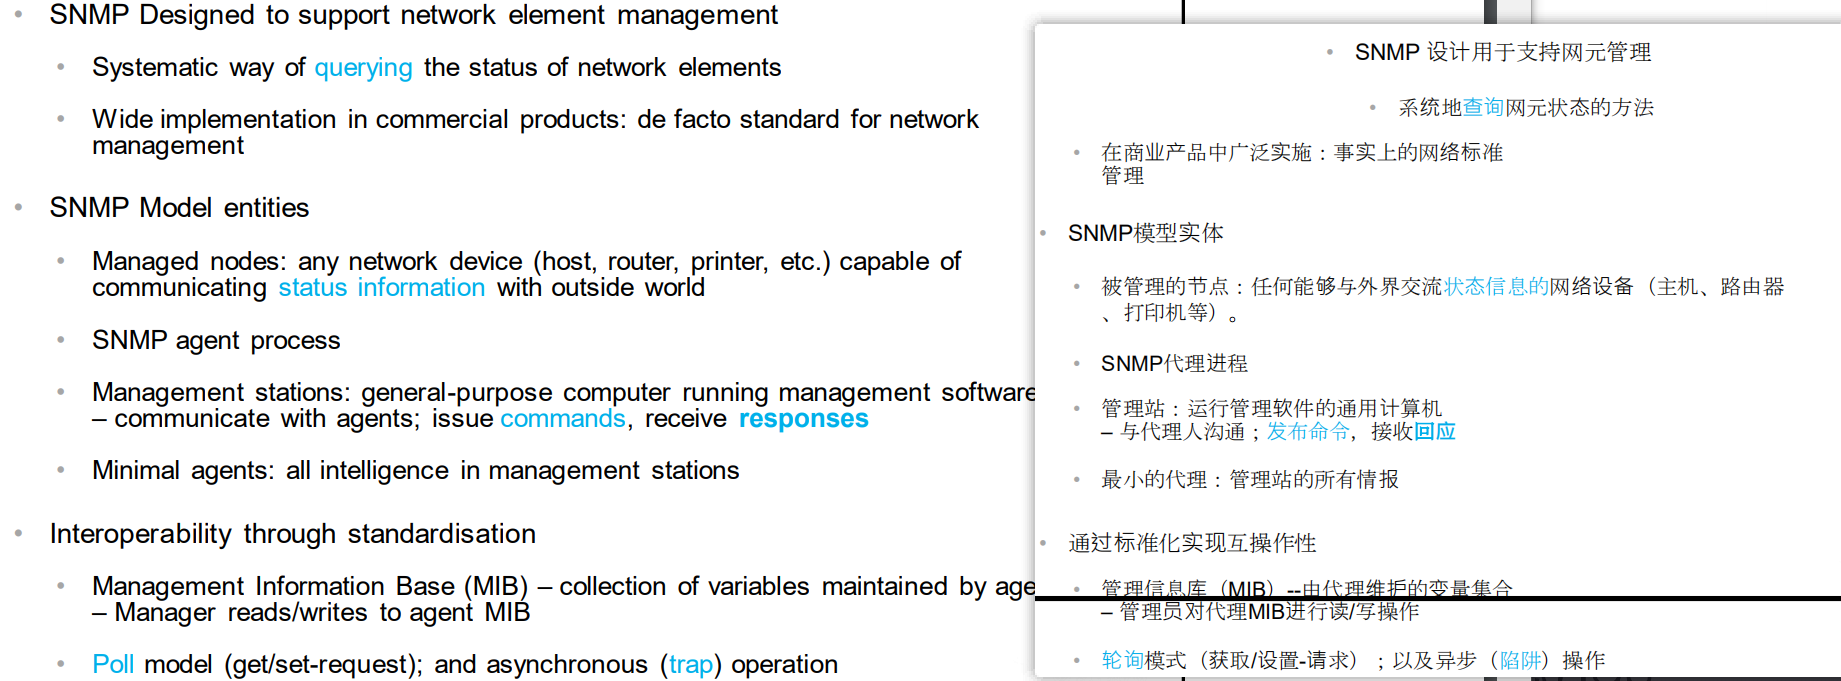 • SNMP Designed to support network element management
• Systematic way of querying the status of network elements
• Wide implementation in commercial products: de facto standard for network
management
• SNMP Model entities
• Managed nodes: any network device (host, router, printer, etc.) capable of
communicating status information with outside world
• SNMP agent process
• Management stations: general-purpose computer running management software
– communicate with agents; issue commands, receive responses
• Minimal agents: all intelligence in management stations
• Interoperability through standardisation
• Management Information Base (MIB) – collection of variables maintained by age
– Manager reads/writes to agent MIB
• Poll model (get/set-request); and asynchronous (trap) operation
• SNMP 设计用于支持网元管理
• 系统地查询网元状态的方法
• 在商业产品中广泛实施：事实上的网络标准
管理
• SNMP模型实体
• 被管理的节点：任何能够与外界交流状态信息的网络设备（主机、路由器
、打印机等）。
• SNMP代理进程
• 管理站：运行管理软件的通用计算机
– 与代理人沟通；发布命令，接收回应
• 最小的代理：管理站的所有情报
• 通过标准化实现互操作性
• 管理信息库（MIB）--由代理维护的变量集合
– 管理员对代理MIB进行读/写操作
• 轮询模式（获取/设置-请求）；以及异步（陷阱）操作